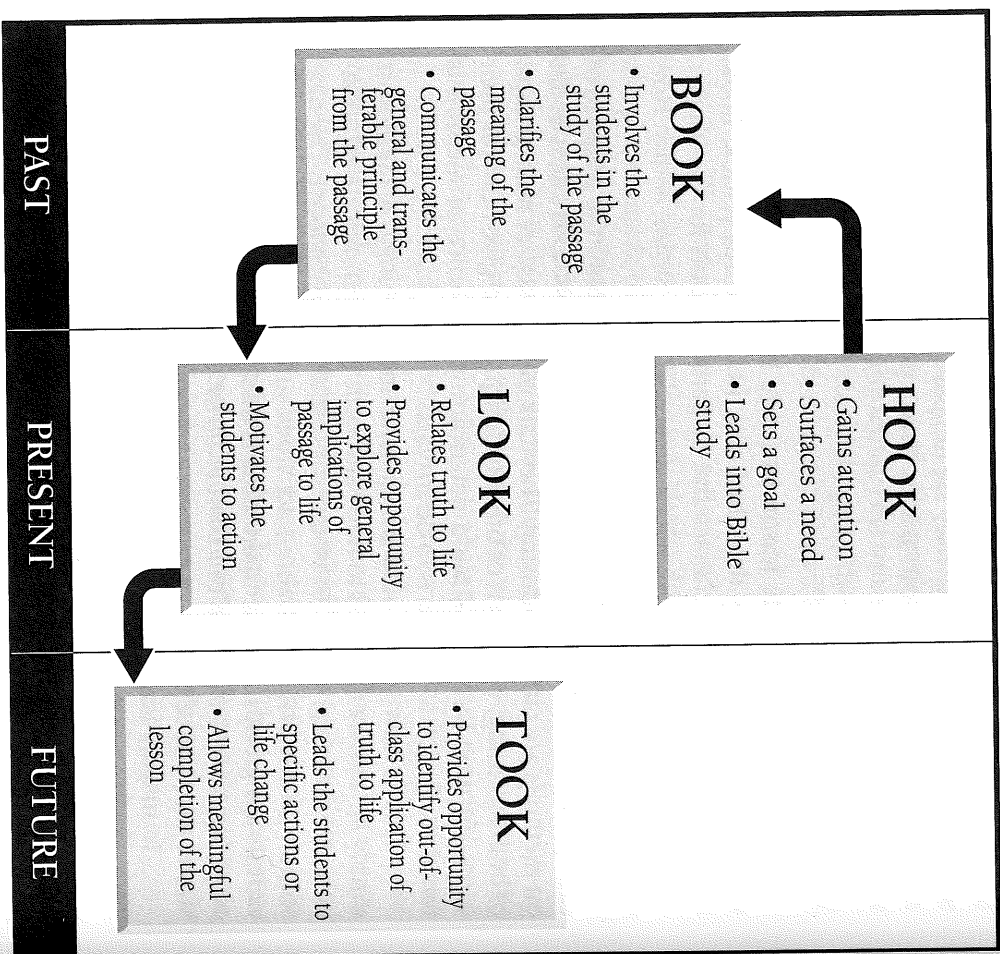 HOOK
• Gains attention
• Surfaces a need
• Sets a goal
• Leads into Bible
study
BOOK
• Involves the
students in the
study of the passage
• Clarifies the
meaning of the
passage
• Communicates the
general and trans-
ferable principle
from the passage
LOOK
• Relates truth to life
• Provides opportunity
to explore general
implications of
passage to life
• Motivates the
students to action
TOOK
• Provides opportunity
to identify out-of-
class application of
truth to life
• Leads the students to
specific actions or
life change
• Allows meaningful
completion of the
lesson
PAST
PRESENT
FUTURE